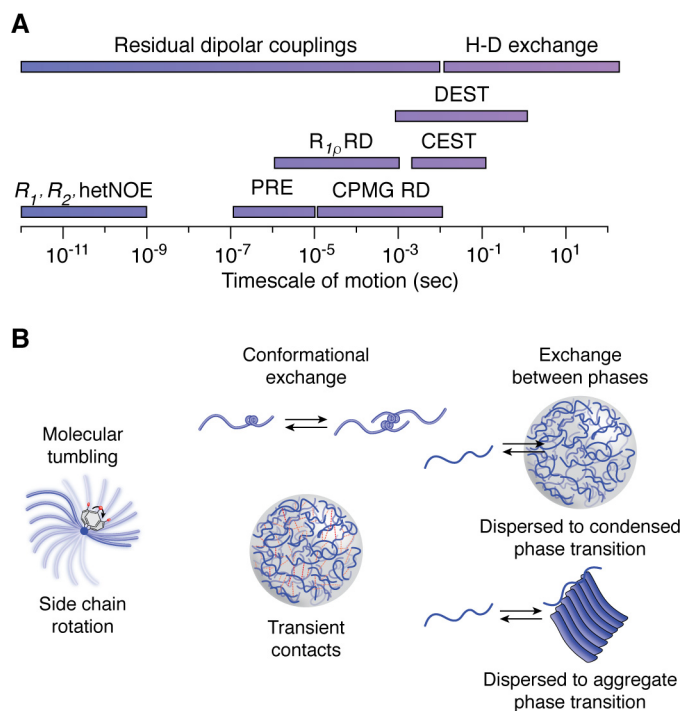 A
Residual dipolar couplings H-D exchange
DEST
R1ρ RD CEST
R1, R2, hetNOE PRE CPMG RD
10-11 10-9 10-7 10-5 10-3 10-1 101
Timescale of motion (sec)
B
Conformational
exchange
Exchange
between phases
Molecular
tumbling
Side chain
rotation
Transient
contacts
Dispersed to condensed
phase transition
Dispersed to aggregate
phase transition